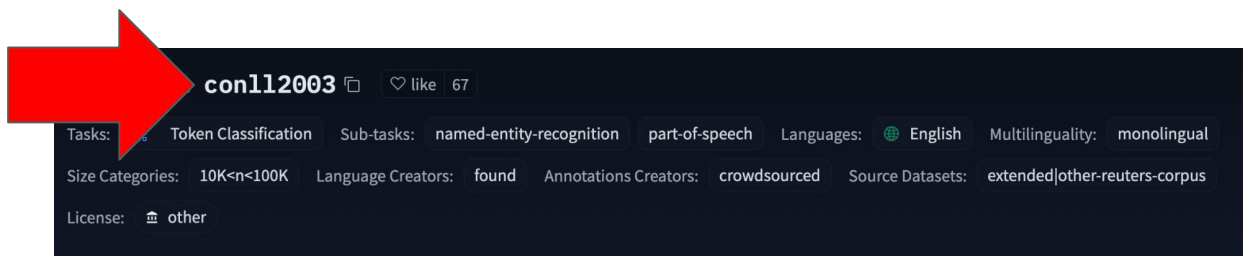 conll2003 like 67
Tasks: Token Classification Sub-tasks: named-entity-recognition part-of-speech Languages: English Multilinguality: monolingual
Size Categories: 10K<n<100K Language Creators: found Annotations Creators: crowdsourced Source Datasets: extended|other-reuters-corpus
License: other